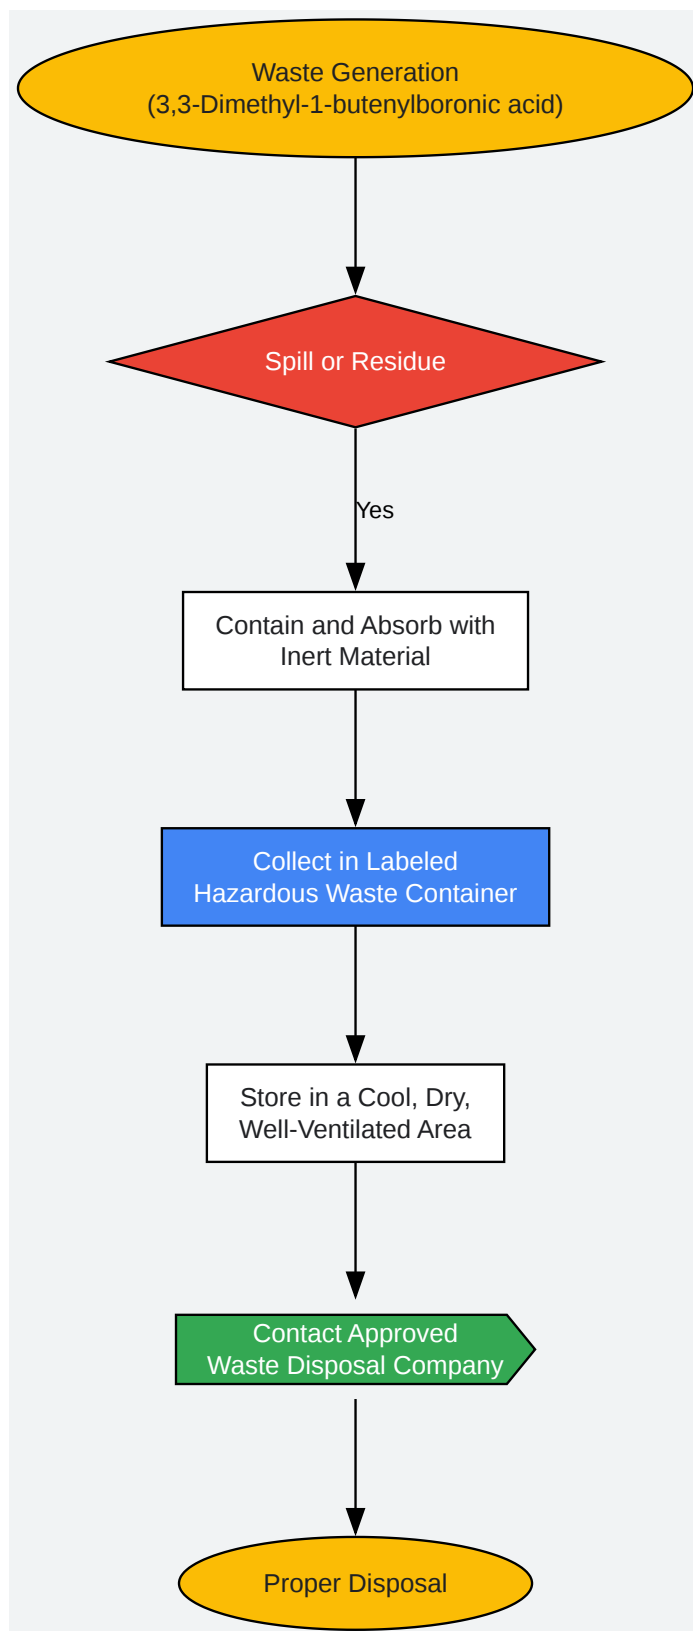 Waste Generation
(3,3-Dimethyl-1-butenylboronic acid)
Spill or Residue
Yes
Contain and Absorb with
Inert Material
Collect in Labeled
Hazardous Waste Container
Store in a Cool, Dry,
Well-Ventilated Area
Contact Approved
Waste Disposal Company
Proper Disposal